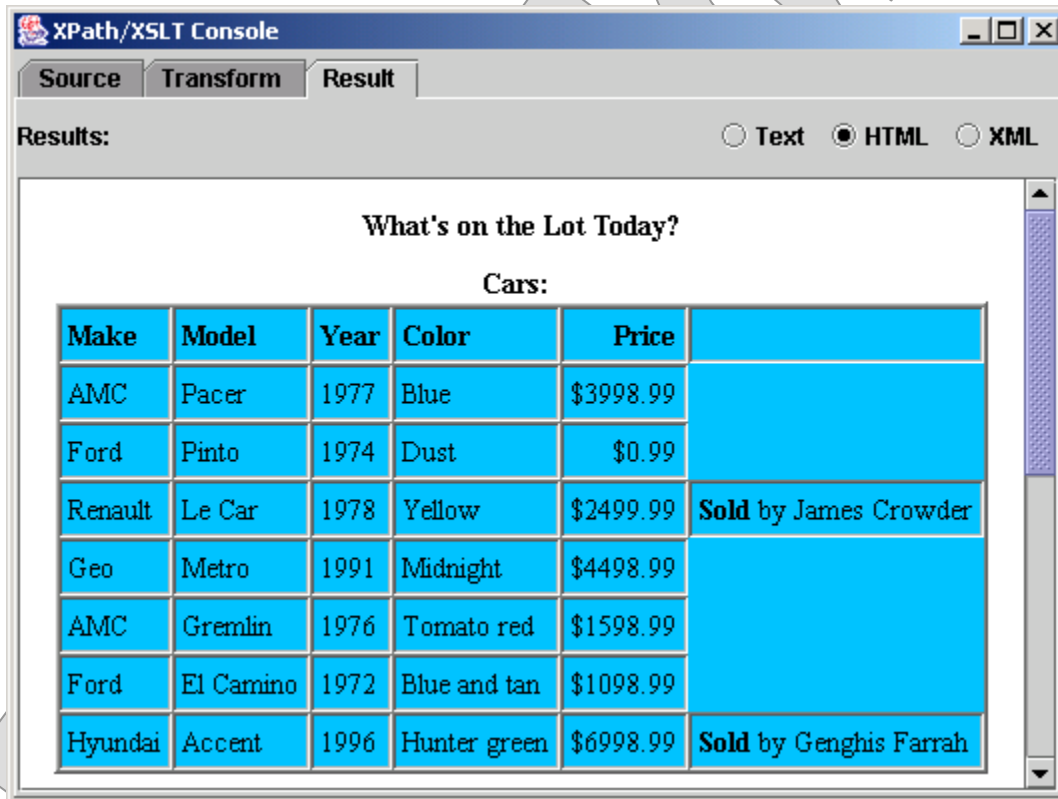 XPath/XSLT Console
Source Transform Result
Results: Text HTML XML
What's on the Lot Today?
Cars:
Make Model Year Color Price
AMC Pacer 1977 Blue $3998.99
Ford Pinto 1974 Dust $0.99
Renault Le Car 1978 Yellow $2499.99 Sold by James Crowder
Geo Metro 1991 Midnight $4498.99
AMC Gremlin 1976 Tomato red $1598.99
Ford El Camino 1972 Blue and tan $1098.99
Hyundai Accent 1996 Hunter green $6998.99 Sold by Genghis Farrah